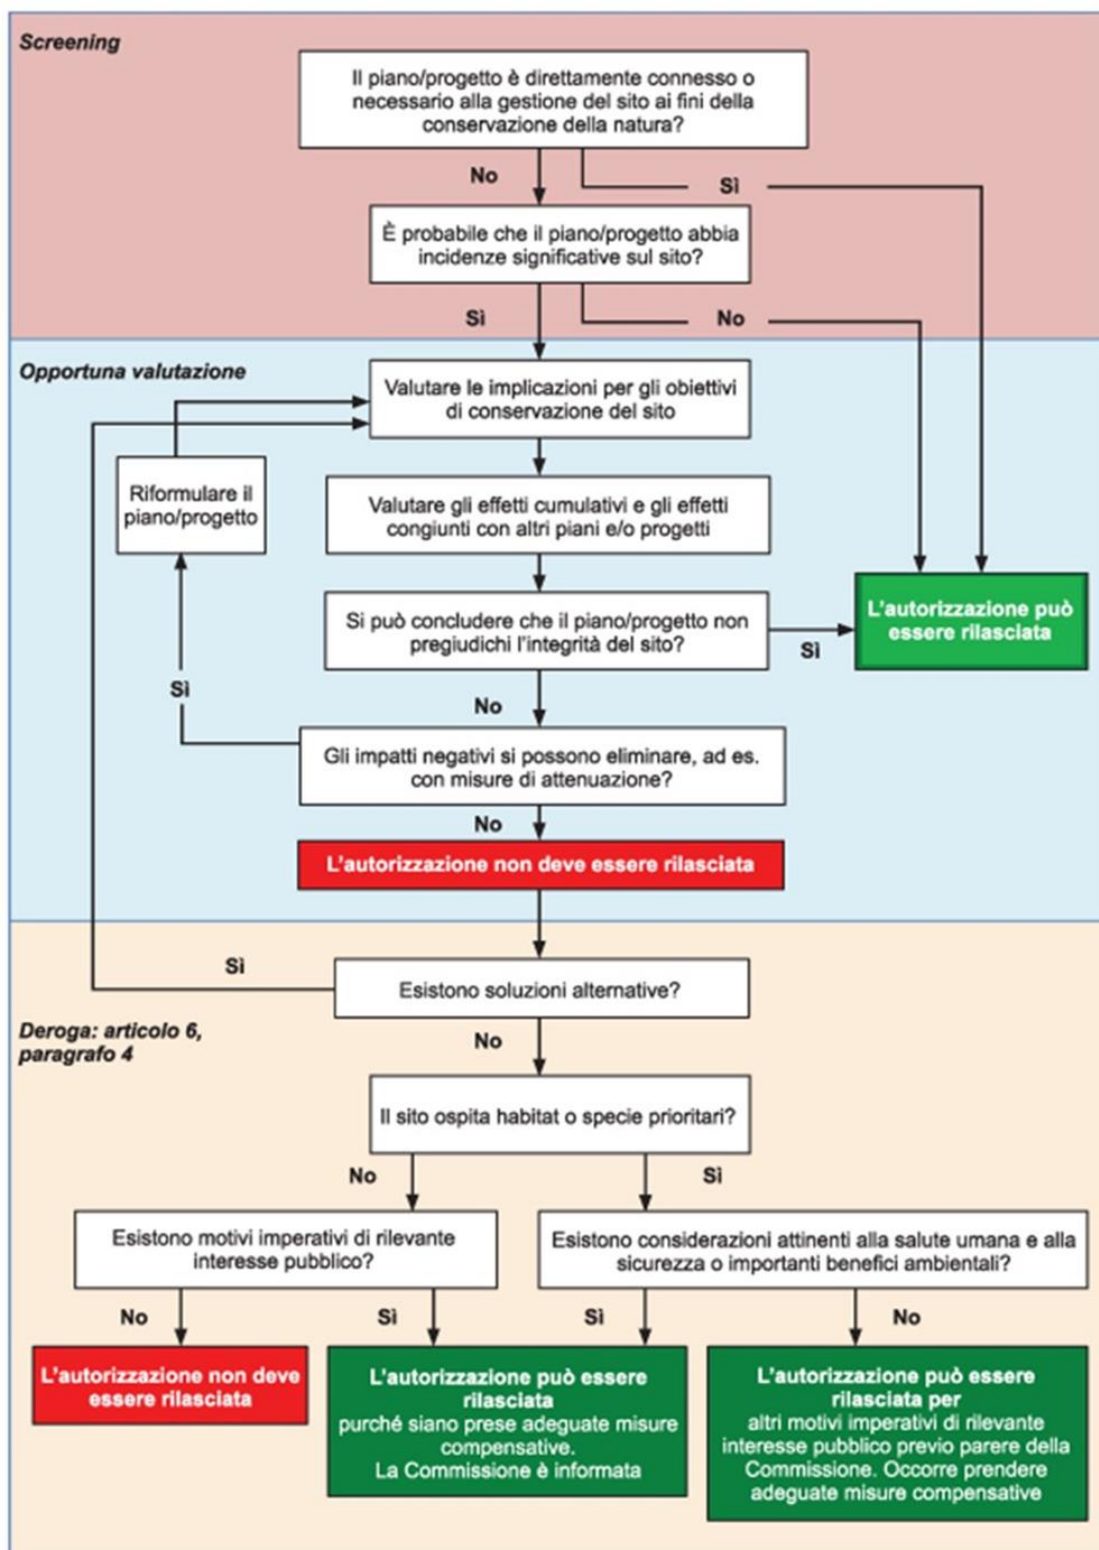 Screening
Il piano/progetto è direttamente connesso o
necessario alla gestione del sito ai fini della
conservazione della natura?
No
Sì
È probabile che il piano/progetto abbia
incidenze significative sul sito?
Sì
No
Opportuna valutazione
Valutare le implicazioni per gli obiettivi
di conservazione del sito
Riformulare il
piano/progetto
Valutare gli effetti cumulativi e gli effetti
congiunti con altri piani e/o progetti
Si può concludere che il piano/progetto non
pregiudichi l'integrità del sito?
Sì
L'autorizzazione può
essere rilasciata
Sì
No
Gli impatti negativi si possono eliminare, ad es.
con misure di attenuazione?
No
L'autorizzazione non deve essere rilasciata
Sì
Esistono soluzioni alternative?
Deroga: articolo 6,
paragrafo 4
No
Il sito ospita habitat o specie prioritari?
No
Sì
Esistono motivi imperativi di rilevante
interesse pubblico?
Esistono considerazioni attinenti alla salute umana e alla
sicurezza o importanti benefici ambientali?
No
Sì
Sì
No
L'autorizzazione non deve
essere rilasciata
L'autorizzazione può essere
rilasciata
purché siano prese adeguate misure
compensative.
La Commissione è informata
L'autorizzazione può essere
rilasciata per
altri motivi imperativi di rilevante
interesse pubblico previo parere della
Commissione. Occorre prendere
adeguate misure compensative